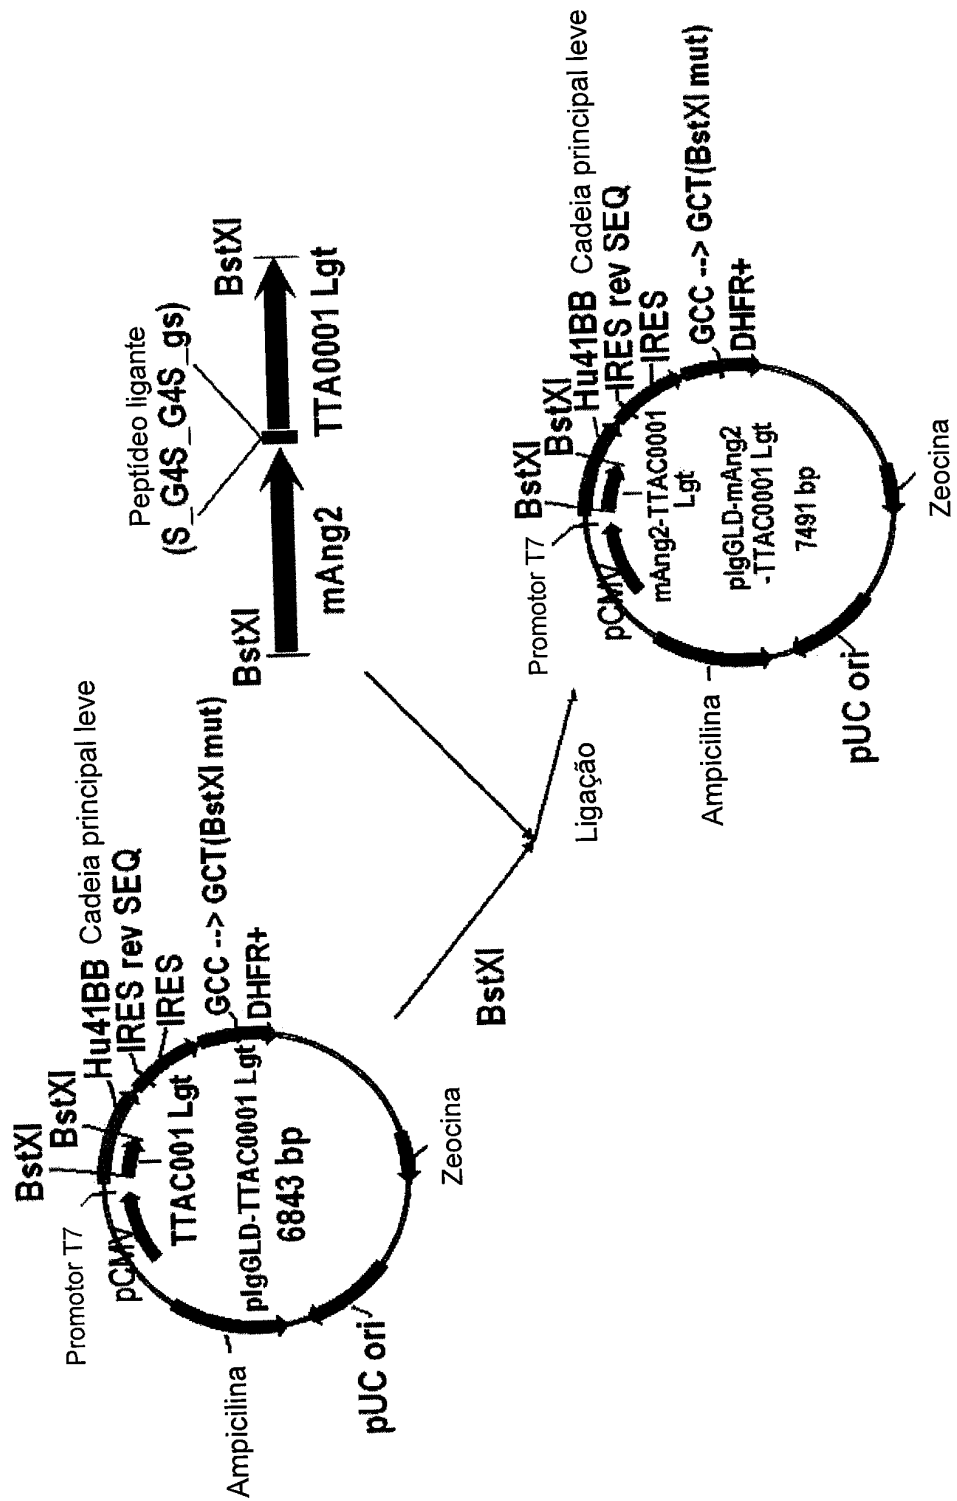 BstXI
BstXI
Promotor T7
Hu41BB Cadeia principal leve
IRES rev SEQ
IRES
GCC --> GCT(BstXI mut)
DHFR+
pCMV
TTAC001 Lgt
pIgGLD-TTAC0001 Lgt
6843 bp
Ampicilina
pUC ori
Zeocina
BstXI
Peptídeo ligante
(S_G4S_G4S_gs)
BstXI
mAng2
TTA0001 Lgt
BstXI
Ligação
BstXI
BstXI
Promotor T7
Hu41BB Cadeia principal leve
IRES rev SEQ
IRES
GCC --> GCT(BstXI mut)
DHFR+
pCMV
mAng2-TTAC0001
Lgt
pIgGLD-mAng2
-TTAC0001 Lgt
7491 bp
Ampicilina
pUC ori
Zeocina